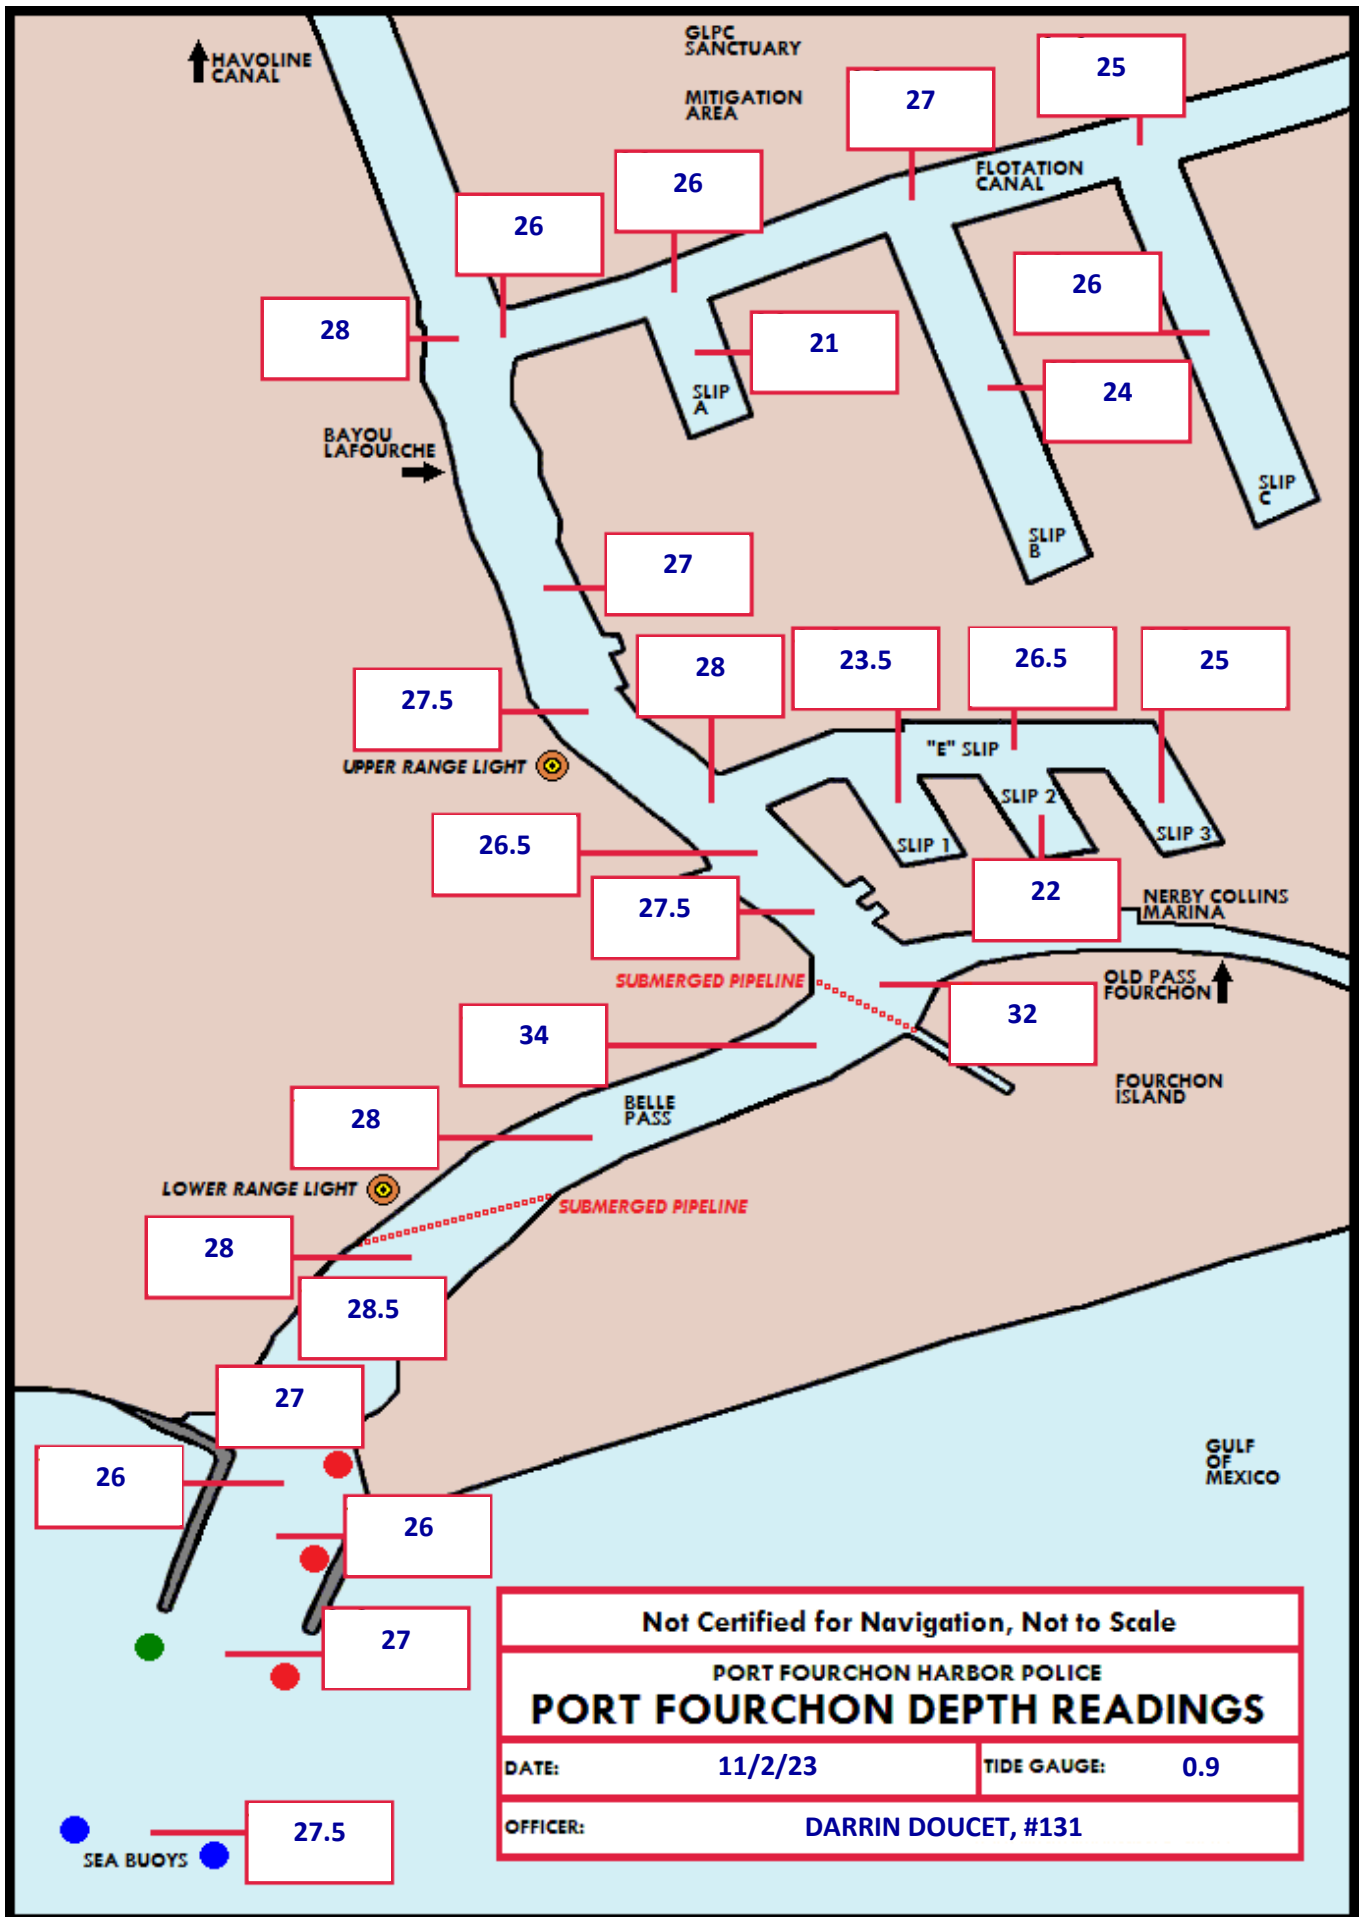 GLPC
SANCTUARY
HAVOLINE
CANAL
25
MITIGATION
AREA
27
FLOTATION
CANAL
26
26
26
28
21
24
SLIP
A
BAYOU
LAFOURCHE
SLIP
C
SLIP
B
27
28
23.5
26.5
25
27.5
"E" SLIP
UPPER RANGE LIGHT
SLIP 2
SLIP 1
SLIP 3
26.5
22
27.5
NERBY COLLINS
MARINA
SUBMERGED PIPELINE
OLD PASS
FOURCHON
32
34
FOURCHON
ISLAND
BELLE
PASS
28
LOWER RANGE LIGHT
SUBMERGED PIPELINE
28
28.5
27
GULF
OF
MEXICO
26
26
27
Not Certified for Navigation, Not to Scale
PORT FOURCHON HARBOR POLICE
PORT FOURCHON DEPTH READINGS
DATE: 11/2/23 TIDE GAUGE: 0.9
OFFICER: DARRIN DOUCET, #131
27.5
SEA BUOYS